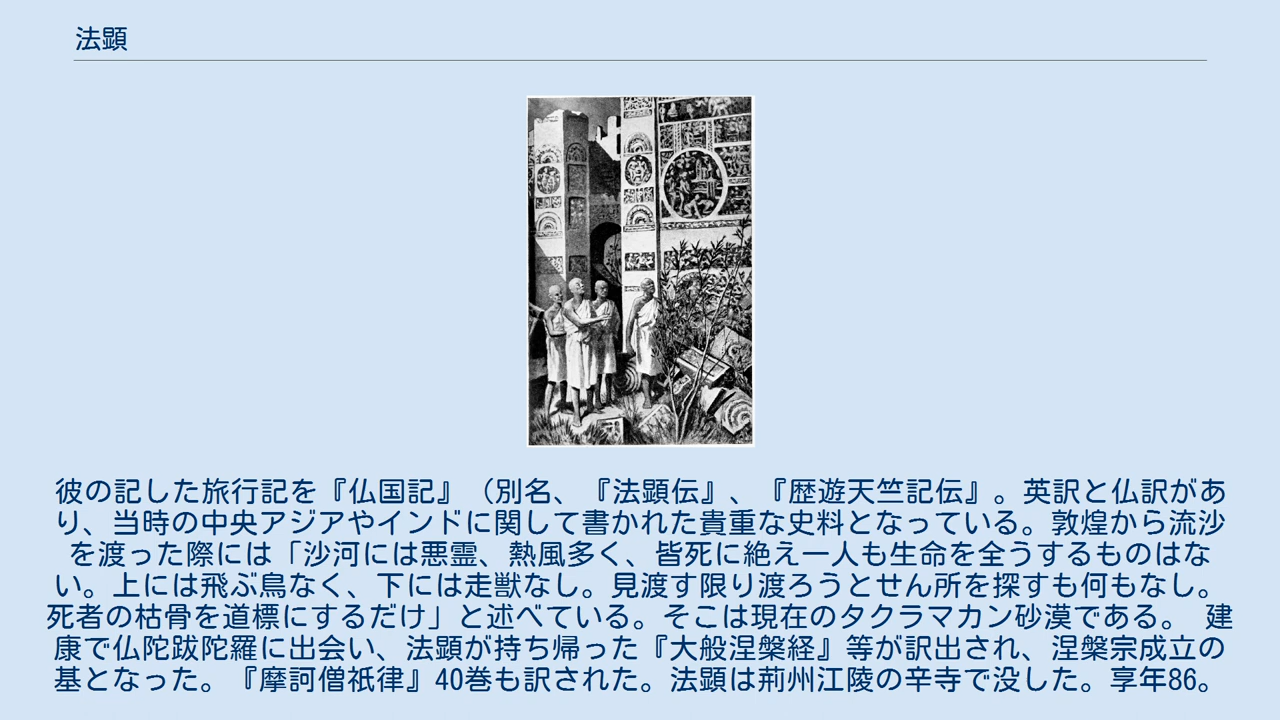 法顕
彼の記した旅行記を『仏国記』（別名、『法顕伝』、『歴遊天竺記伝』。英訳と仏訳があ
り、当時の中央アジアやインドに関して書かれた貴重な史料となっている。敦煌から流沙
を渡った際には「沙河には悪霊、熱風多く、皆死に絶え一人も生命を全うするものはな
い。上には飛ぶ鳥なく、下には走獣なし。見渡す限り渡ろうとせん所を探すも何もなし。
死者の枯骨を道標にするだけ」と述べている。そこは現在のタクラマカン砂漠である。 建
康で仏陀跋陀羅に出会い、法顕が持ち帰った『大般涅槃経』等が訳出され、涅槃宗成立の
基となった。『摩訶僧祇律』40巻も訳された。法顕は荊州江陵の辛寺で没した。享年86。